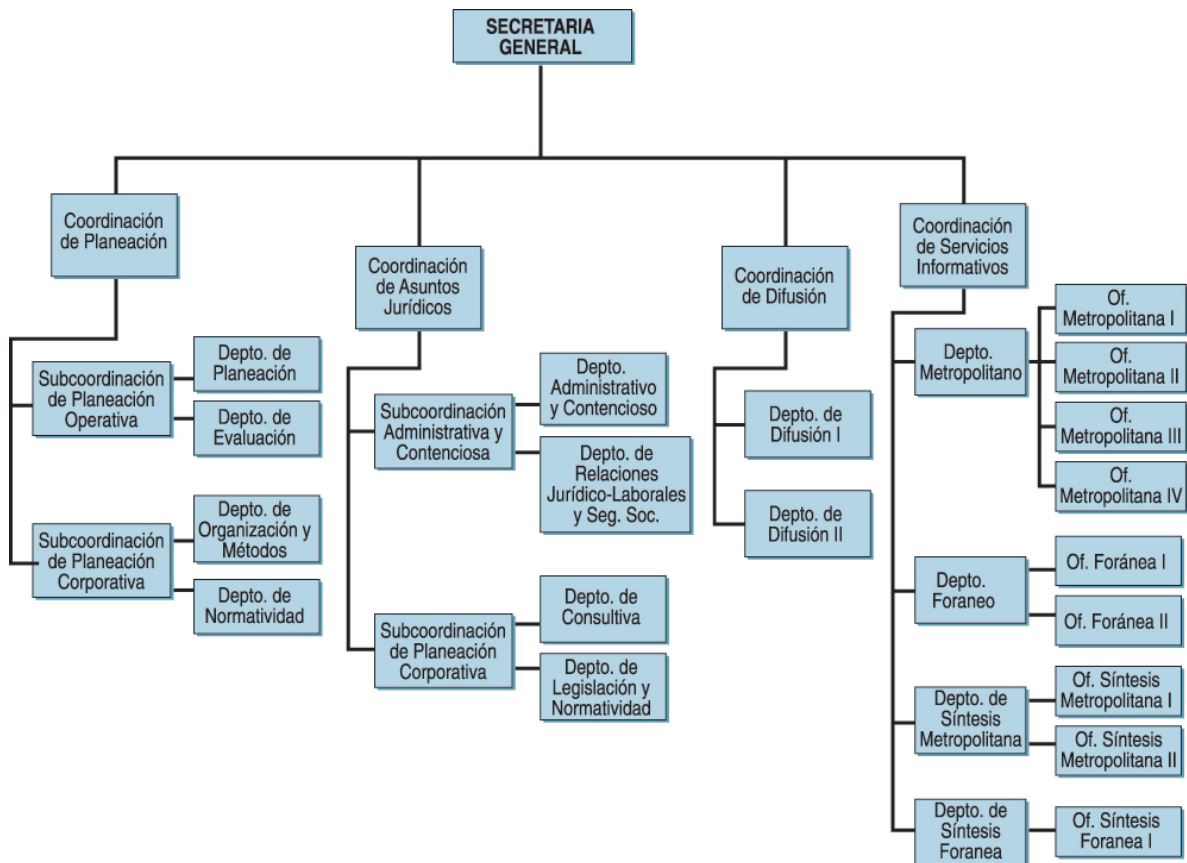 SECRETARIA
GENERAL
Coordinación
de Planeación
Subcoordinación
de Planeación
Operativa
Depto. de
Planeación
Depto. de
Evaluación
Subcoordinación
de Planeación
Corporativa
Depto. de
Organización y
Métodos
Depto. de
Normatividad
Coordinación
de Asuntos
Jurídicos
Subcoordinación
Administrativa y
Contenciosa
Depto.
Administrativo
y Contencioso
Depto. de
Relaciones
Jurídico-Laborales
y Seg. Soc.
Subcoordinación
de Planeación
Corporativa
Depto. de
Consultiva
Depto. de
Legislación y
Normatividad
Coordinación
de Difusión
Depto. de
Difusión I
Depto. de
Difusión II
Coordinación
de Servicios
Informativos
Depto.
Metropolitano
Of.
Metropolitana I
Of.
Metropolitana II
Of.
Metropolitana III
Of.
Metropolitana IV
Depto.
Foraneo
Of. Foránea I
Of. Foránea II
Depto. de
Síntesis
Metropolitana
Of. Síntesis
Metropolitana I
Of. Síntesis
Metropolitana II
Depto. de
Síntesis
Foranea
Of. Síntesis
Foranea I